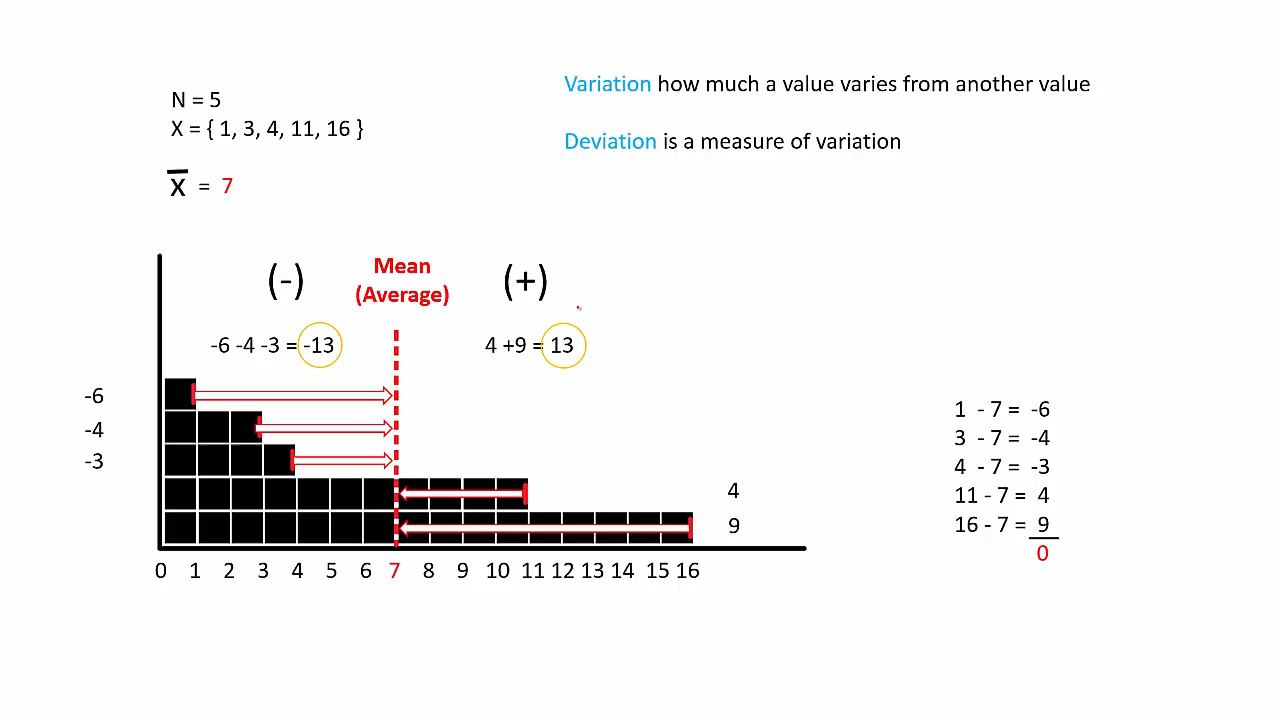 N = 5
X = { 1, 3, 4, 11, 16 }
X = 7
Variation how much a value varies from another value
Deviation is a measure of variation
(-)
Mean
(Average)
(+)
-6 -4 -3 = -13
4 +9 = 13
-6
-4
-3
4
9
0 1 2 3 4 5 6 7 8 9 10 11 12 13 14 15 16
1 - 7 = -6
3 - 7 = -4
4 - 7 = -3
11 - 7 = 4
16 - 7 = 9
0